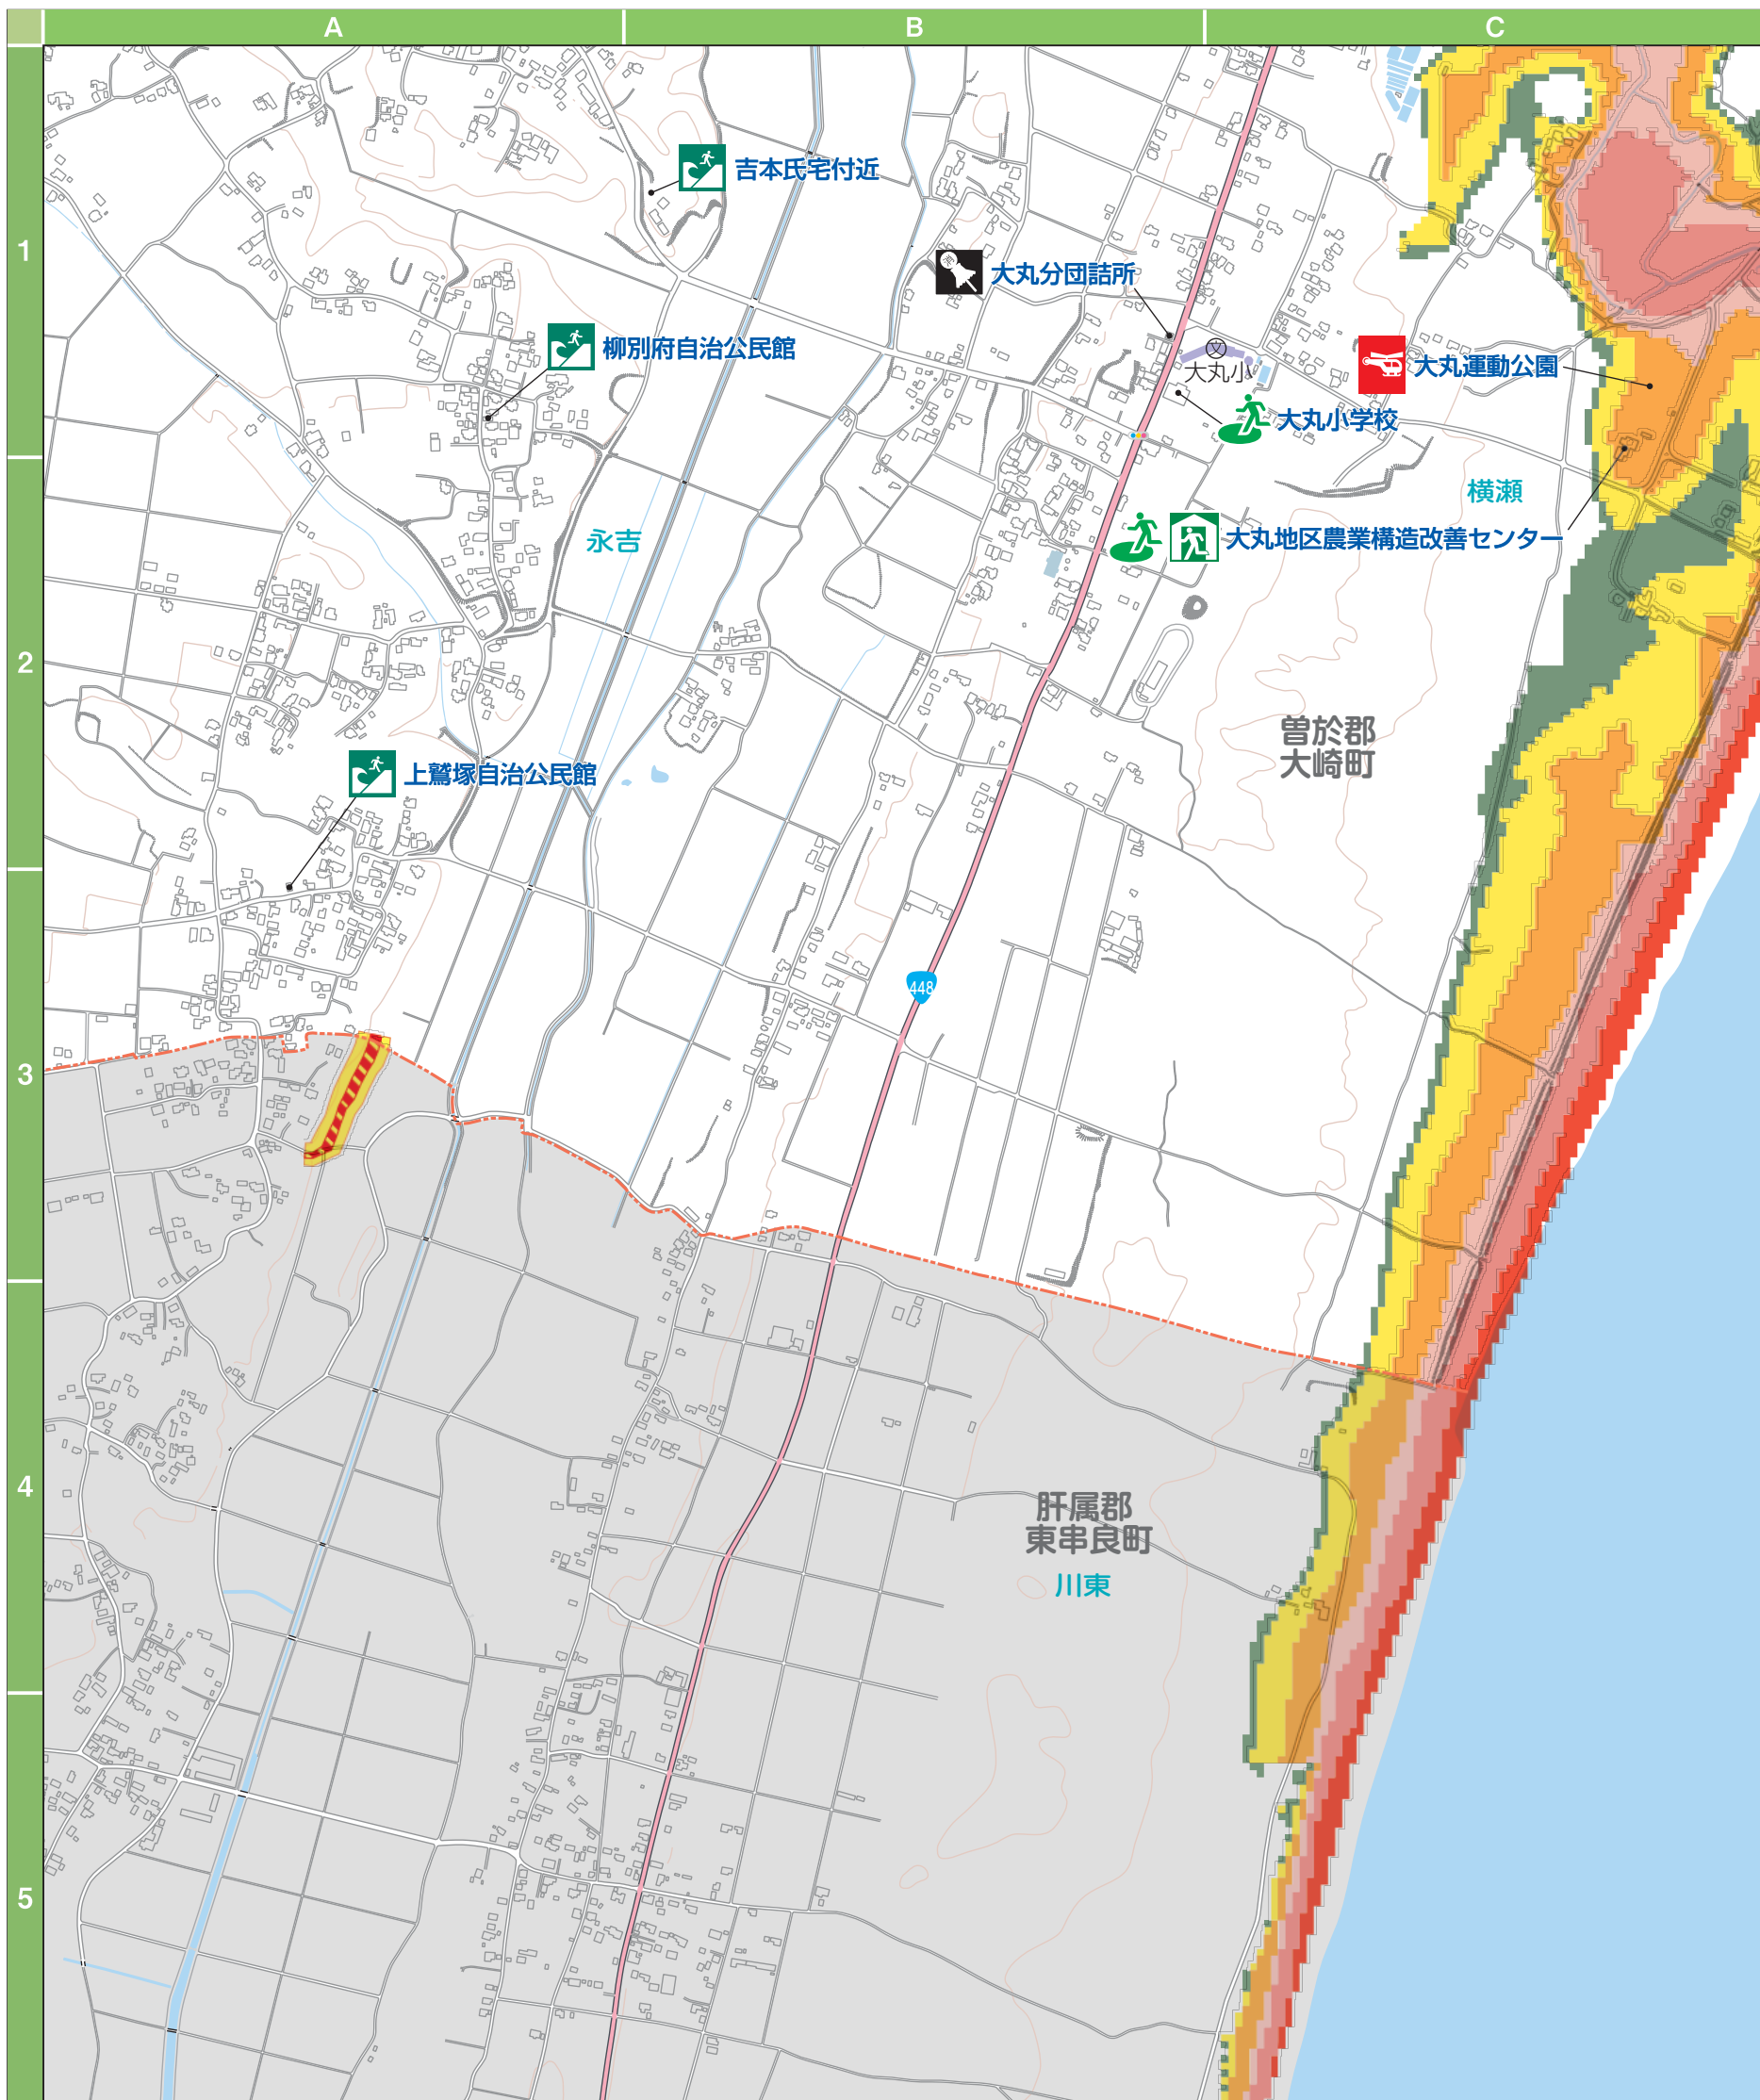 A
B
C
1
2
3
4
5
吉本氏宅付近
大丸分団詰所
柳別府自治公民館
文
大丸小
大丸運動公園
大丸小学校
横瀬
永吉
大丸地区農業構造改善センター
曽於郡
大崎町
上鷲塚自治公民館
448
肝属郡
東串良町
川東